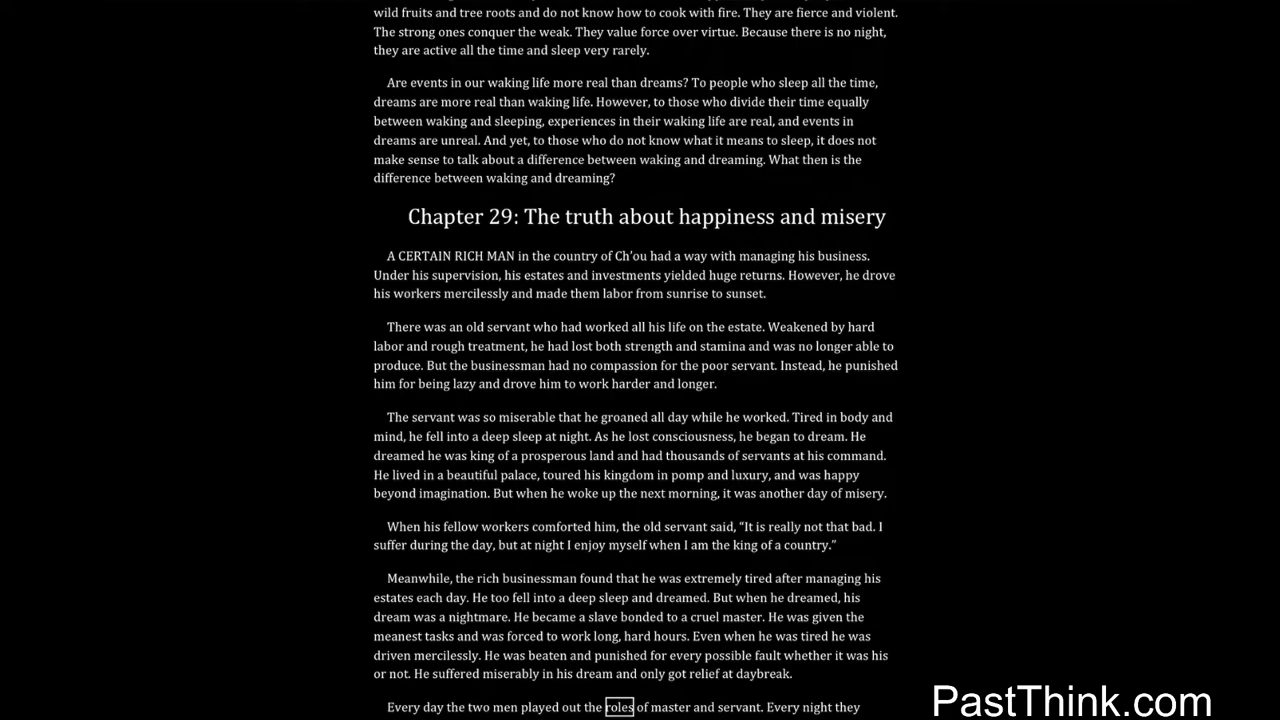 wild fruits and tree roots and do not know how to cook with fire. They are fierce and violent.
The strong ones conquer the weak. They value force over virtue. Because there is no night,
they are active all the time and sleep very rarely.
Are events in our waking life more real than dreams? To people who sleep all the time,
dreams are more real than waking life. However, to those who divide their time equally
between waking and sleeping, experiences in their waking life are real, and events in
dreams are unreal. And yet, to those who do not know what it means to sleep, it does not
make sense to talk about a difference between waking and dreaming. What then is the
difference between waking and dreaming?
Chapter 29: The truth about happiness and misery
A CERTAIN RICH MAN in the country of Ch’ou had a way with managing his business.
Under his supervision, his estates and investments yielded huge returns. However, he drove
his workers mercilessly and made them labor from sunrise to sunset.
There was an old servant who had worked all his life on the estate. Weakened by hard
labor and rough treatment, he had lost both strength and stamina and was no longer able to
produce. But the businessman had no compassion for the poor servant. Instead, he punished
him for being lazy and drove him to work harder and longer.
The servant was so miserable that he groaned all day while he worked. Tired in body and
mind, he fell into a deep sleep at night. As he lost consciousness, he began to dream. He
dreamed he was king of a prosperous land and had thousands of servants at his command.
He lived in a beautiful palace, toured his kingdom in pomp and luxury, and was happy
beyond imagination. But when he woke up the next morning, it was another day of misery.
When his fellow workers comforted him, the old servant said, “It is really not that bad. I
suffer during the day, but at night I enjoy myself when I am the king of a country.”
Meanwhile, the rich businessman found that he was extremely tired after managing his
estates each day. He too fell into a deep sleep and dreamed. But when he dreamed, his
dream was a nightmare. He became a slave bonded to a cruel master. He was given the
meanest tasks and was forced to work long, hard hours. Even when he was tired he was
driven mercilessly. He was beaten and punished for every possible fault whether it was his
or not. He suffered miserably in his dream and only got relief at daybreak.
Every day the two men played out the roles of master and servant. Every night they
PastThink.com